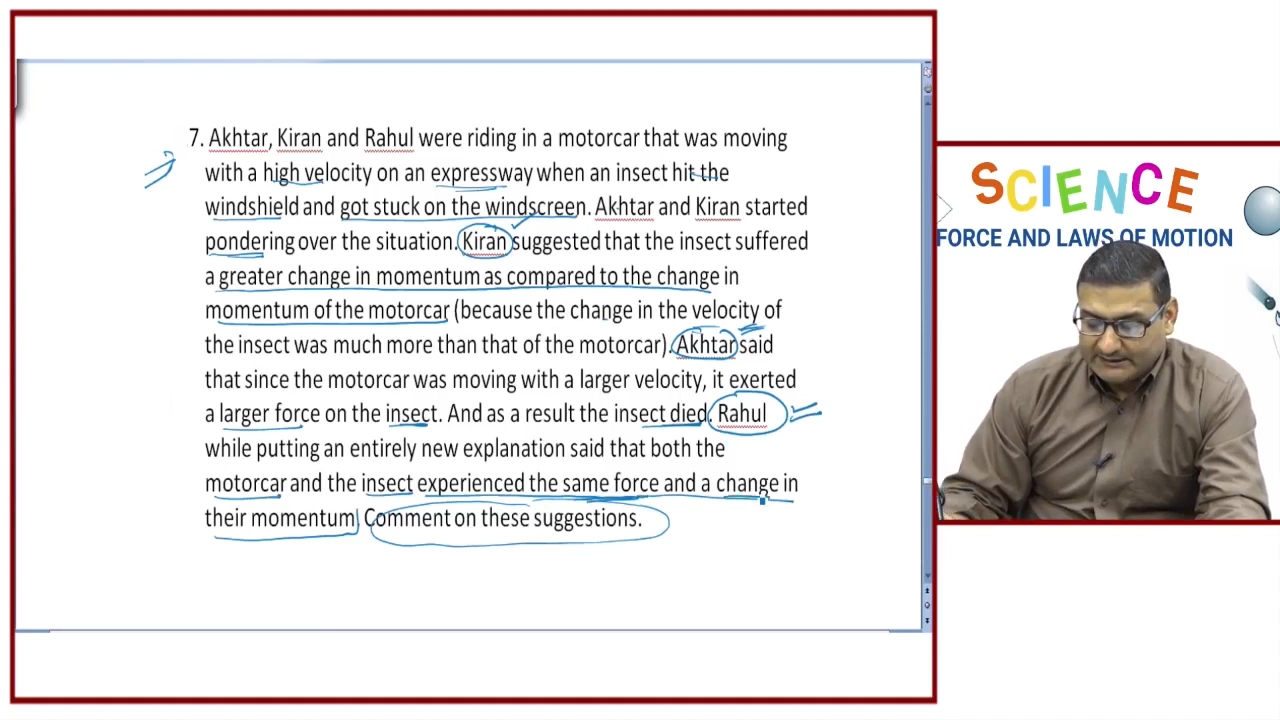 7. Akhtar, Kiran and Rahul were riding in a motorcar that was moving
with a high velocity on an expressway when an insect hit the
windshield and got stuck on the windscreen. Akhtar and Kiran started
pondering over the situation. Kiran suggested that the insect suffered
a greater change in momentum as compared to the change in
momentum of the motorcar (because the change in the velocity of
the insect was much more than that of the motorcar). Akhtar said
that since the motorcar was moving with a larger velocity, it exerted
a larger force on the insect. And as a result the insect died. Rahul
while putting an entirely new explanation said that both the
motorcar and the insect experienced the same force and a change in
their momentum. Comment on these suggestions.
SCIENCE
FORCE AND LAWS OF MOTION